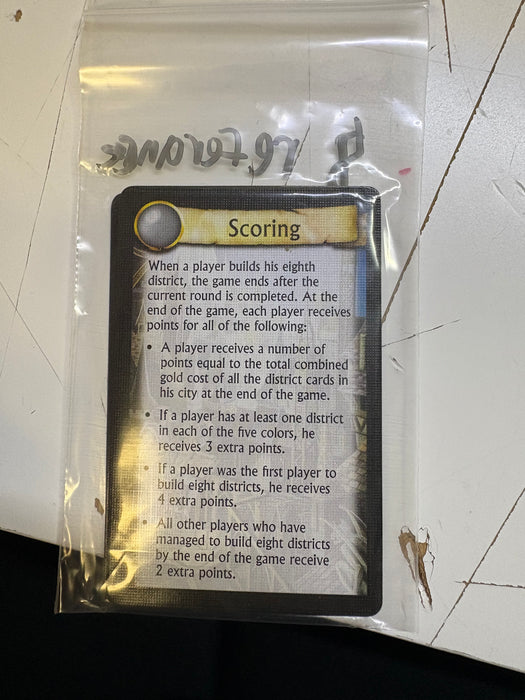 Reference
Scoring
When a player builds his eighth
district, the game ends after the
current round is completed. At the
end of the game, each player receives
points for all of the following:
• A player receives a number of
points equal to the total combined
gold cost of all the district cards in
his city at the end of the game.
• If a player has at least one district
in each of the five colors, he
receives 3 extra points.
• If a player was the first player to
build eight districts, he receives
4 extra points.
• All other players who have
managed to build eight districts
by the end of the game receive
2 extra points.